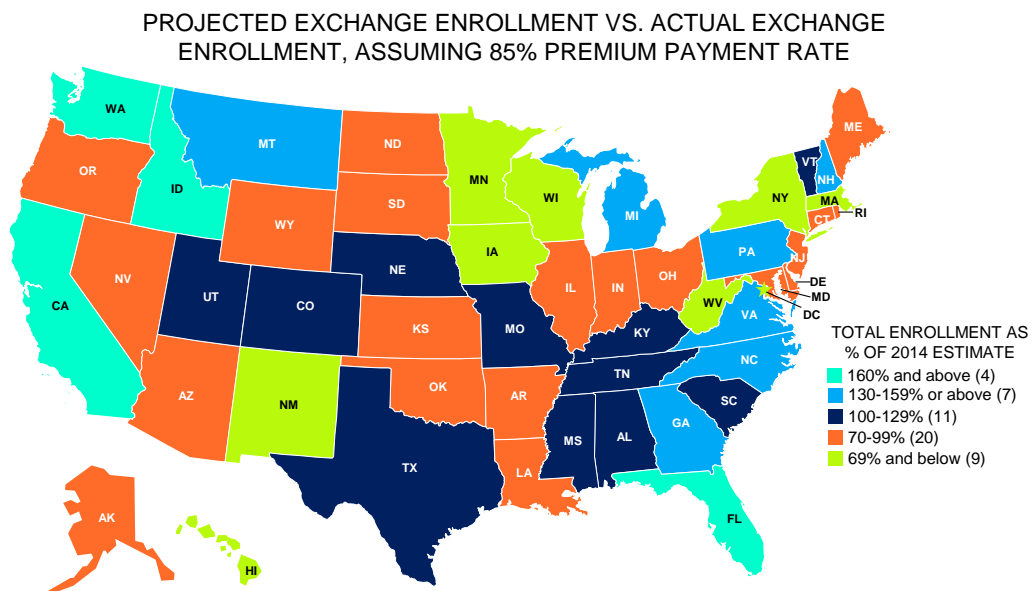 PROJECTED EXCHANGE ENROLLMENT VS. ACTUAL EXCHANGE
ENROLLMENT, ASSUMING 85% PREMIUM PAYMENT RATE
WA
MT
ND
MN
WI
MI
NY
VT
NH
ME
MA
CT
RI
OR
ID
WY
SD
IA
NE
IL
IN
OH
PA
NJ
DE
MD
DC
WV
VA
CA
NV
UT
CO
KS
MO
KY
NC
TN
SC
AZ
NM
OK
AR
TX
LA
MS
AL
GA
FL
AK
HI
TOTAL ENROLLMENT AS
% OF 2014 ESTIMATE
160% and above (4)
130-159% or above (7)
100-129% (11)
70-99% (20)
69% and below (9)